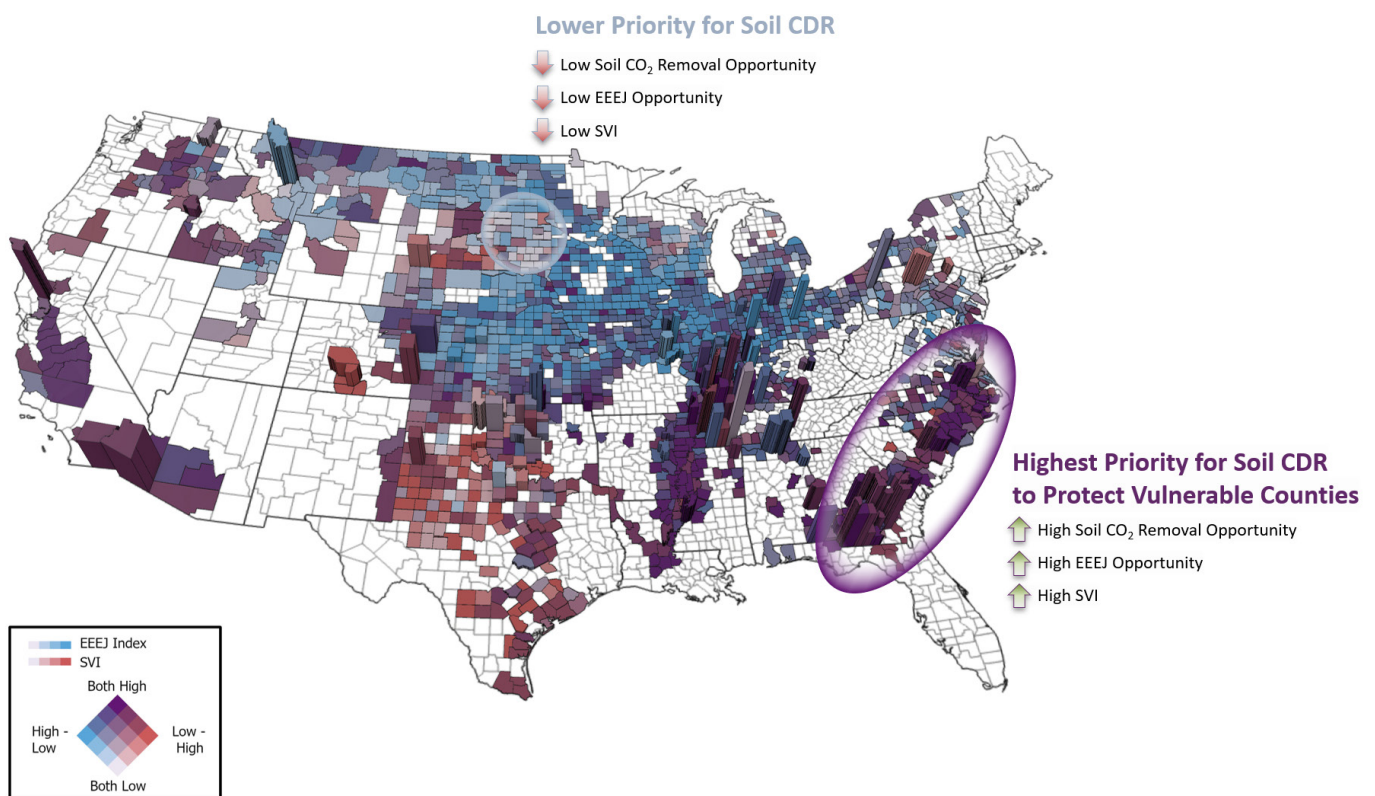 Lower Priority for Soil CDR
Low Soil CO₂ Removal Opportunity
Low EEEJ Opportunity
Low SVI
Highest Priority for Soil CDR
to Protect Vulnerable Counties
High Soil CO₂ Removal Opportunity
High EEEJ Opportunity
High SVI
EEEJ Index
SVI
Both High
High -
Low
Low -
High
Both Low